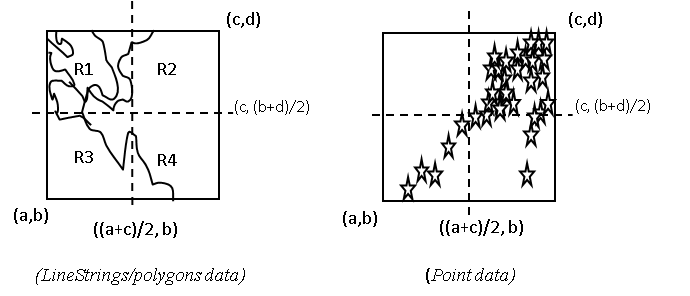 (c,d)
(c,d)
R1
R2
(c, (b+d)/2)
(c, (b+d)/2)
R3
R4
(a,b)
(a,b)
((a+c)/2, b)
((a+c)/2, b)
(LineStrings/polygons data)
(Point data)